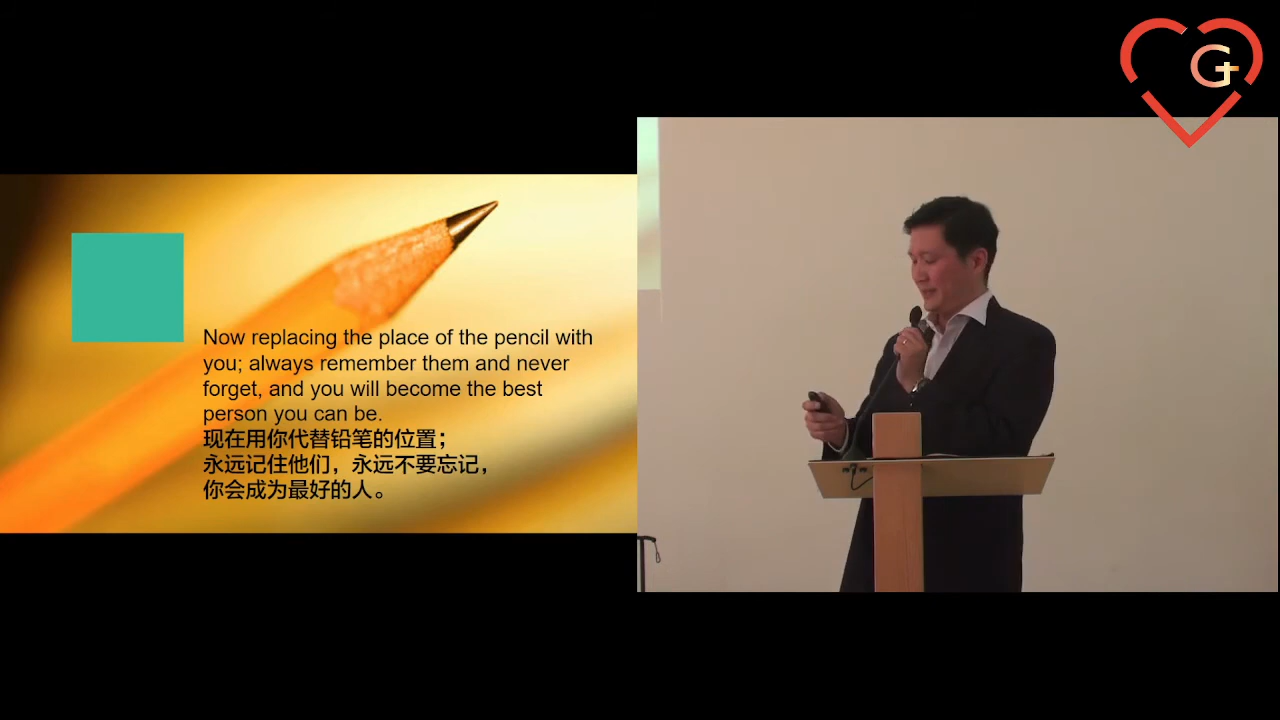 G
Now replacing the place of the pencil with
you; always remember them and never
forget, and you will become the best
person you can be.
现在用你代替铅笔的位置；
永远记住他们，永远不要忘记，
你会成为最好的人。